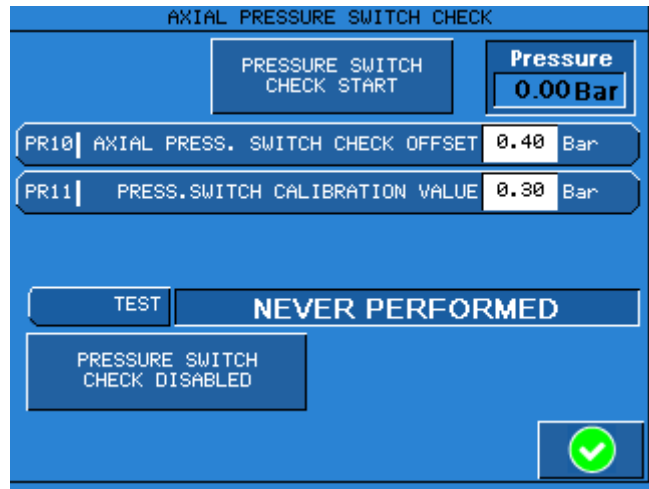 AXIAL PRESSURE SWITCH CHECK
PRESSURE SWITCH
CHECK START
Pressure
0.00 Bar
PR10 AXIAL PRESS. SWITCH CHECK OFFSET 0.40 Bar
PR11 PRESS.SWITCH CALIBRATION VALUE 0.30 Bar
TEST NEVER PERFORMED
PRESSURE SWITCH
CHECK DISABLED